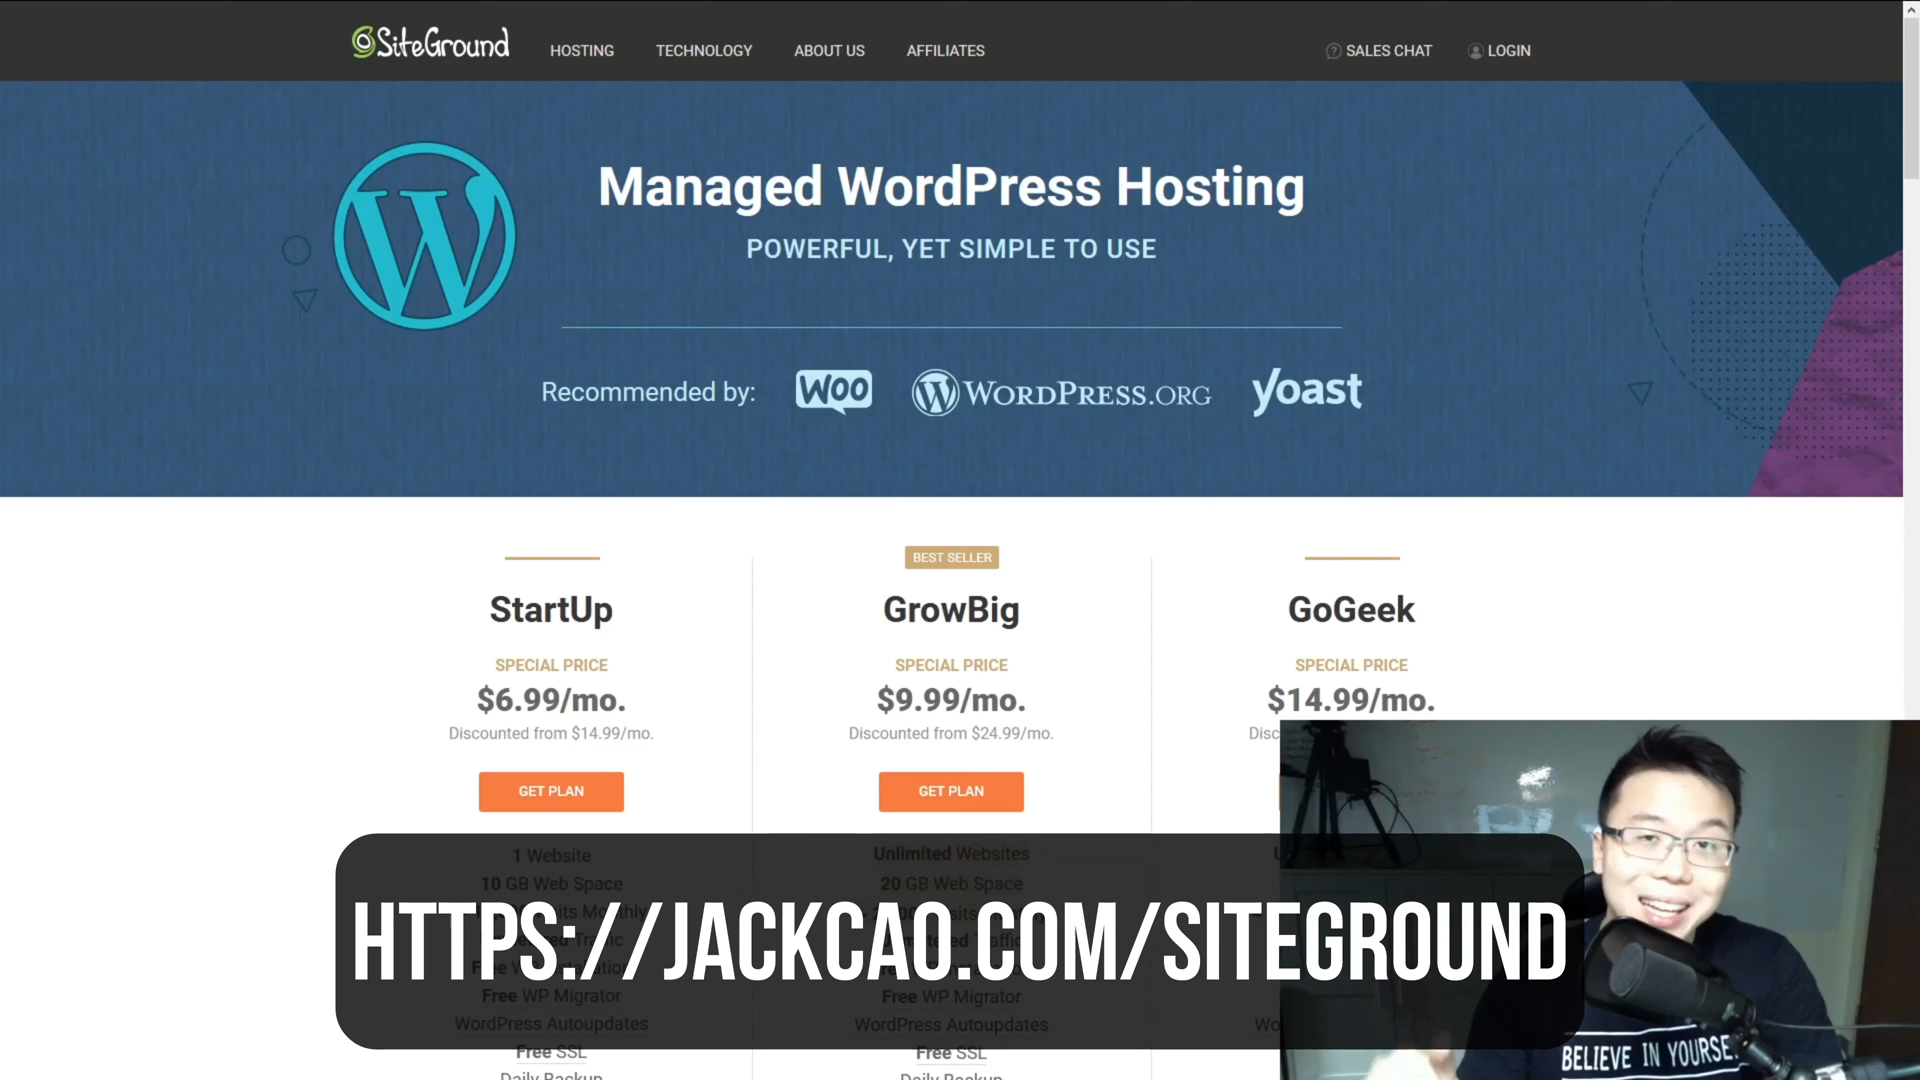 SiteGround HOSTING TECHNOLOGY ABOUT US AFFILIATES SALES CHAT LOGIN
Managed WordPress Hosting
POWERFUL, YET SIMPLE TO USE
Recommended by: WOO WORDPRESS.ORG yoast
BEST SELLER
StartUp GrowBig GoGeek
SPECIAL PRICE SPECIAL PRICE SPECIAL PRICE
$6.99/mo. $9.99/mo. $14.99/mo.
Discounted from $14.99/mo. Discounted from $24.99/mo.
GET PLAN GET PLAN
1 Website Unlimited Websites
10 GB Web Space 20 GB Web Space
HTTPS://JACKCAO.COM/SITEGROUND
Free WP Migrator Free WP Migrator
WordPress Autoupdates WordPress Autoupdates
BELIEVE IN YOURSE
Free SSL Free SSL
Daily Backup Daily Backup